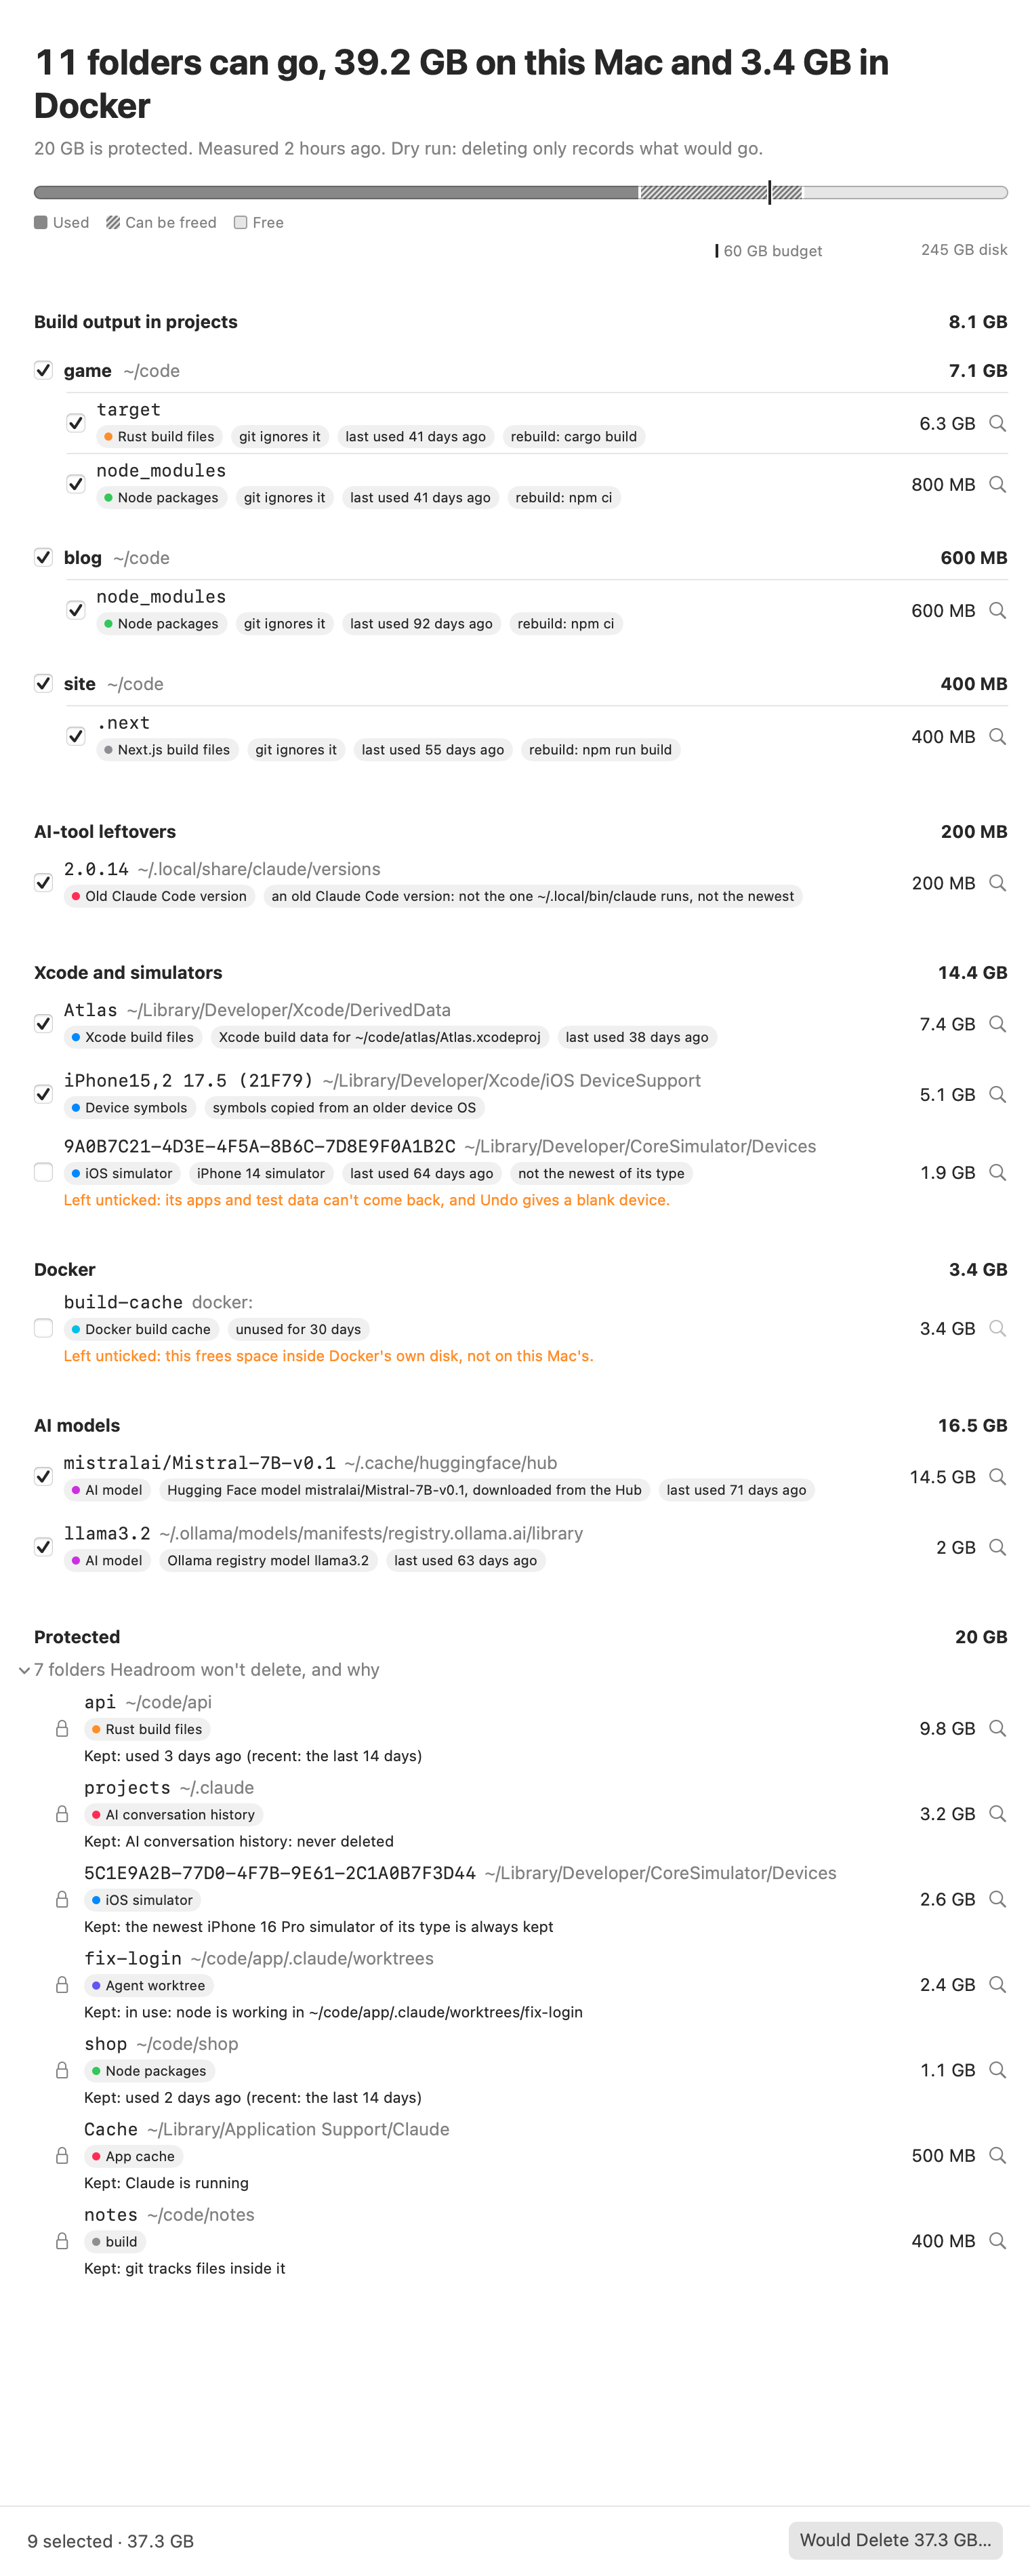 11 folders can go, 39.2 GB on this Mac and 3.4 GB in
Docker
20 GB is protected. Measured 2 hours ago. Dry run: deleting only records what would go.
Used Can be freed Free
60 GB budget 245 GB disk
Build output in projects 8.1 GB
game ~/code 7.1 GB
target
Rust build files git ignores it last used 41 days ago rebuild: cargo build 6.3 GB
node_modules
Node packages git ignores it last used 41 days ago rebuild: npm ci 800 MB
blog ~/code 600 MB
node_modules
Node packages git ignores it last used 92 days ago rebuild: npm ci 600 MB
site ~/code 400 MB
.next
Next.js build files git ignores it last used 55 days ago rebuild: npm run build 400 MB
AI-tool leftovers 200 MB
2.0.14 ~/.local/share/claude/versions
Old Claude Code version an old Claude Code version: not the one ~/.local/bin/claude runs, not the newest 200 MB
Xcode and simulators 14.4 GB
Atlas ~/Library/Developer/Xcode/DerivedData
Xcode build files Xcode build data for ~/code/atlas/Atlas.xcodeproj last used 38 days ago 7.4 GB
iPhone15,2 17.5 (21F79) ~/Library/Developer/Xcode/iOS DeviceSupport
Device symbols symbols copied from an older device OS 5.1 GB
9A0B7C21-4D3E-4F5A-8B6C-7D8E9F0A1B2C ~/Library/Developer/CoreSimulator/Devices
iOS simulator iPhone 14 simulator last used 64 days ago not the newest of its type 1.9 GB
Left unticked: its apps and test data can't come back, and Undo gives a blank device.
Docker 3.4 GB
build-cache docker:
Docker build cache unused for 30 days 3.4 GB
Left unticked: this frees space inside Docker's own disk, not on this Mac's.
AI models 16.5 GB
mistralai/Mistral-7B-v0.1 ~/.cache/huggingface/hub
AI model Hugging Face model mistralai/Mistral-7B-v0.1, downloaded from the Hub last used 71 days ago 14.5 GB
llama3.2 ~/.ollama/models/manifests/registry.ollama.ai/library
AI model Ollama registry model llama3.2 last used 63 days ago 2 GB
Protected 20 GB
7 folders Headroom won't delete, and why
api ~/code/api
Rust build files 9.8 GB
Kept: used 3 days ago (recent: the last 14 days)
projects ~/.claude
AI conversation history 3.2 GB
Kept: AI conversation history: never deleted
5C1E9A2B-77D0-4F7B-9E61-2C1A0B7F3D44 ~/Library/Developer/CoreSimulator/Devices
iOS simulator 2.6 GB
Kept: the newest iPhone 16 Pro simulator of its type is always kept
fix-login ~/code/app/.claude/worktrees
Agent worktree 2.4 GB
Kept: in use: node is working in ~/code/app/.claude/worktrees/fix-login
shop ~/code/shop
Node packages 1.1 GB
Kept: used 2 days ago (recent: the last 14 days)
Cache ~/Library/Application Support/Claude
App cache 500 MB
Kept: Claude is running
notes ~/code/notes
build 400 MB
Kept: git tracks files inside it
9 selected · 37.3 GB Would Delete 37.3 GB...